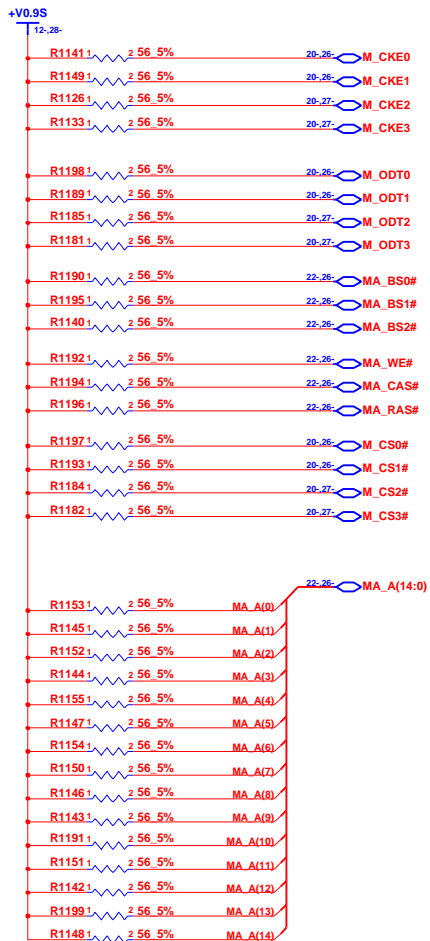 +V0.9S
12-,28-
R1141 1 2 56_5% 20-,26- M_CKE0
R1149 1 2 56_5% 20-,26- M_CKE1
R1126 1 2 56_5% 20-,27- M_CKE2
R1133 1 2 56_5% 20-,27- M_CKE3
R1198 1 2 56_5% 20-,26- M_ODT0
R1189 1 2 56_5% 20-,26- M_ODT1
R1185 1 2 56_5% 20-,27- M_ODT2
R1181 1 2 56_5% 20-,27- M_ODT3
R1190 1 2 56_5% 22-,26- MA_BS0#
R1195 1 2 56_5% 22-,26- MA_BS1#
R1140 1 2 56_5% 22-,26- MA_BS2#
R1192 1 2 56_5% 22-,26- MA_WE#
R1194 1 2 56_5% 22-,26- MA_CAS#
R1196 1 2 56_5% 22-,26- MA_RAS#
R1197 1 2 56_5% 20-,26- M_CS0#
R1193 1 2 56_5% 20-,26- M_CS1#
R1184 1 2 56_5% 20-,27- M_CS2#
R1182 1 2 56_5% 20-,27- M_CS3#
22-,26- MA_A(14:0)
R1153 1 2 56_5% MA_A(0)
R1145 1 2 56_5% MA_A(1)
R1152 1 2 56_5% MA_A(2)
R1144 1 2 56_5% MA_A(3)
R1155 1 2 56_5% MA_A(4)
R1147 1 2 56_5% MA_A(5)
R1154 1 2 56_5% MA_A(6)
R1150 1 2 56_5% MA_A(7)
R1146 1 2 56_5% MA_A(8)
R1143 1 2 56_5% MA_A(9)
R1191 1 2 56_5% MA_A(10)
R1151 1 2 56_5% MA_A(11)
R1142 1 2 56_5% MA_A(12)
R1199 1 2 56_5% MA_A(13)
R1148 1 2 56_5% MA_A(14)